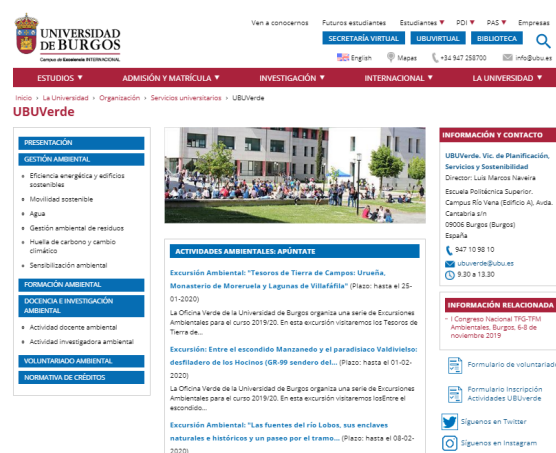 UNIVERSIDAD
DE BURGOS
Campus de Excelencia INTERNACIONAL
Ven a conocernos Futuros estudiantes Estudiantes PDI PAS Empresas
SECRETARÍA VIRTUAL UBUVIRTUAL BIBLIOTECA
English Mapas +34 947 258700 info@ubu.es
ESTUDIOS ADMISIÓN Y MATRÍCULA INVESTIGACIÓN INTERNACIONAL LA UNIVERSIDAD
Inicio › La Universidad › Organización › Servicios universitarios › UBUVerde
UBUVerde
PRESENTACIÓN
GESTIÓN AMBIENTAL
Eficiencia energética y edificios
sostenibles
Movilidad sostenible
Agua
Gestión ambiental de residuos
Huella de carbono y cambio
climático
Sensibilización ambiental
FORMACIÓN AMBIENTAL
DOCENCIA E INVESTIGACIÓN
AMBIENTAL
Actividad docente ambiental
Actividad investigadora ambiental
VOLUNTARIADO AMBIENTAL
NORMATIVA DE CRÉDITOS
ACTIVIDADES AMBIENTALES: APÚNTATE
Excursión Ambiental: "Tesoros de Tierra de Campos: Urueña,
Monasterio de Moreruela y Lagunas de Villafáfila" (Plazo: hasta el 25-
01-2020)
La Oficina Verde de la Universidad de Burgos organiza una serie de Excursiones
Ambientales para el curso 2019/20. En esta excursión visitaremos los Tesoros de
Tierra de...
Excursión: Entre el escondido Manzanedo y el paradisiaco Valdivielso:
desfiladero de los Hocinos (GR-99 sendero del... (Plazo: hasta el 01-02-
2020)
La Oficina Verde de la Universidad de Burgos organiza una serie de Excursiones
Ambientales para el curso 2019/20. En esta excursión visitaremos losEntre el
escondido...
Excursión Ambiental: "Las fuentes del río Lobos, sus enclaves
naturales e históricos y un paseo por el tramo... (Plazo: hasta el 08-02-
2020)
INFORMACIÓN Y CONTACTO
UBUVerde. Vic. de Planificación,
Servicios y Sostenibilidad
Director: Luis Marcos Naveira
Escuela Politécnica Superior.
Campus Río Vena (Edificio A). Avda.
Cantabria s/n
09006 Burgos (Burgos)
España
947 10 98 10
ubuverde@ubu.es
9.30 a 13.30
INFORMACIÓN RELACIONADA
I Congreso Nacional TFG-TFM
Ambientales, Burgos, 6-8 de
noviembre 2019
Formulario de voluntariado
Formulario Inscripción
Actividades UBUverde
Síguenos en Twitter
Síguenos en Instagram